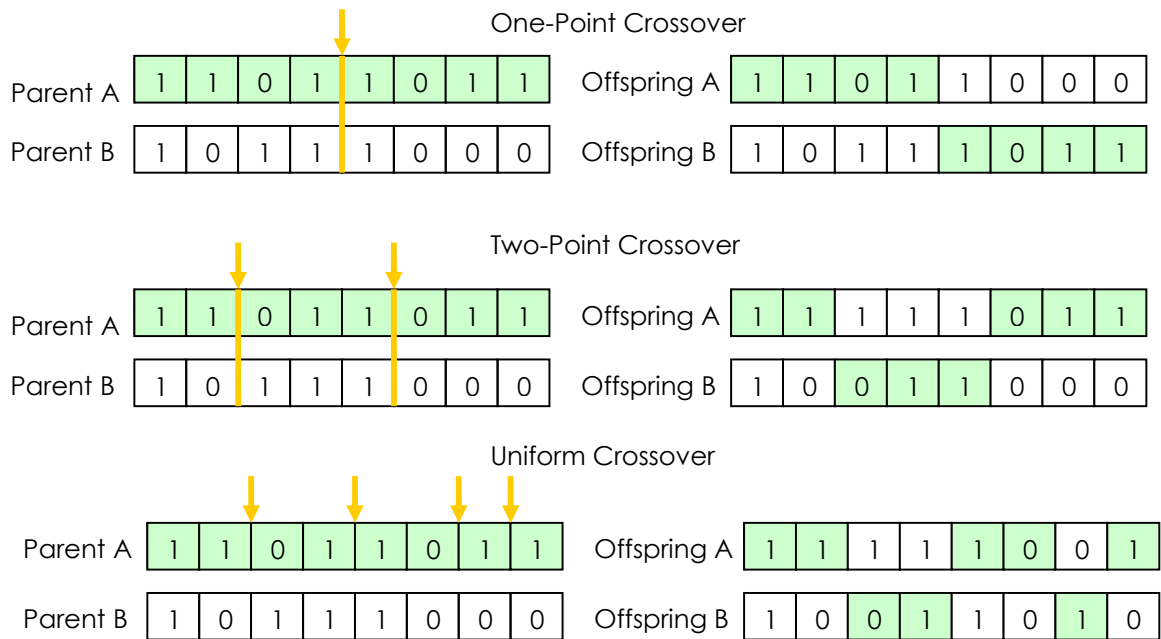 One-Point Crossover
Parent A 1 1 0 1 1 0 1 1 Offspring A 1 1 0 1 1 0 0 0
Parent B 1 0 1 1 1 0 0 0 Offspring B 1 0 1 1 1 0 1 1
Two-Point Crossover
Parent A 1 1 0 1 1 0 1 1 Offspring A 1 1 1 1 1 0 1 1
Parent B 1 0 1 1 1 0 0 0 Offspring B 1 0 0 1 1 0 0 0
Uniform Crossover
Parent A 1 1 0 1 1 0 1 1 Offspring A 1 1 1 1 1 0 0 1
Parent B 1 0 1 1 1 0 0 0 Offspring B 1 0 0 1 1 0 1 0